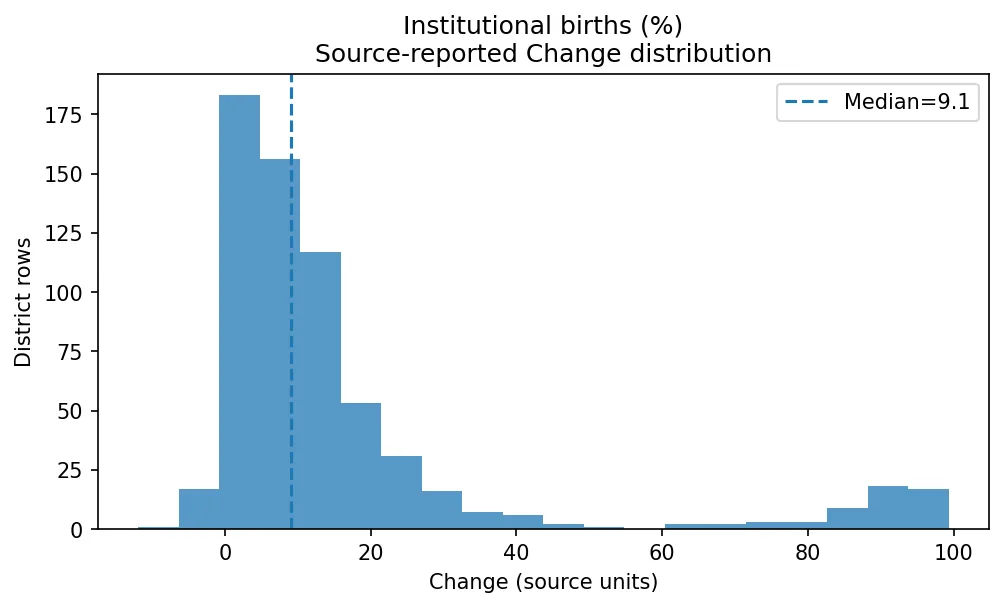 Institutional births (%)
Source-reported Change distribution
Median=9.1
District rows
175
150
125
100
75
50
25
0
0 20 40 60 80 100
Change (source units)